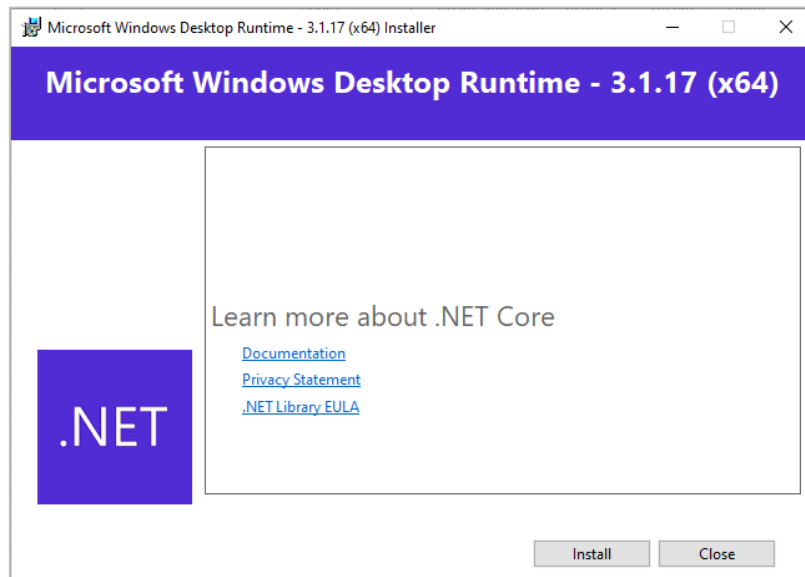 Microsoft Windows Desktop Runtime - 3.1.17 (x64) Installer
Microsoft Windows Desktop Runtime - 3.1.17 (x64)
Learn more about .NET Core
Documentation
Privacy Statement
.NET Library EULA
.NET
Install
Close